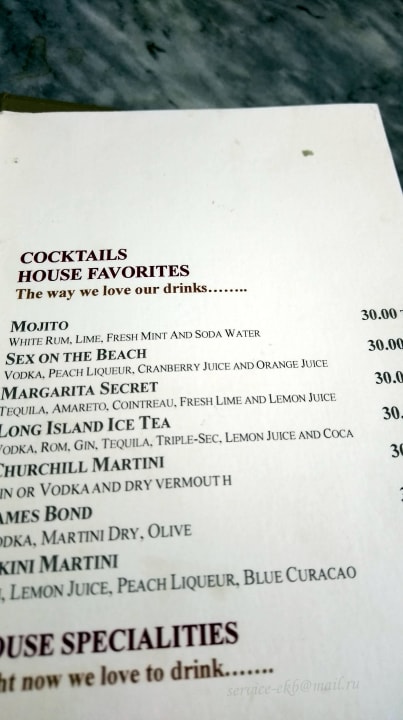 COCKTAILS
HOUSE FAVORITES
The way we love our drinks........
MOJITO 30.00
WHITE RUM, LIME, FRESH MINT AND SODA WATER
SEX ON THE BEACH 30.00
VODKA, PEACH LIQUEUR, CRANBERRY JUICE AND ORANGE JUICE
MARGARITA SECRET 30.0
TEQUILA, AMARETO, COINTREAU, FRESH LIME AND LEMON JUICE
LONG ISLAND ICE TEA 30.
VODKA, ROM, GIN, TEQUILA, TRIPLE-SEC, LEMON JUICE AND COCA
CHURCHILL MARTINI 30
IN OR VODKA AND DRY VERMOUTH
AMES BOND
ODKA, MARTINI DRY, OLIVE
KINI MARTINI
, LEMON JUICE, PEACH LIQUEUR, BLUE CURACAO
OUSE SPECIALITIES
ht now we love to drink.......
service-ekb@mail.ru